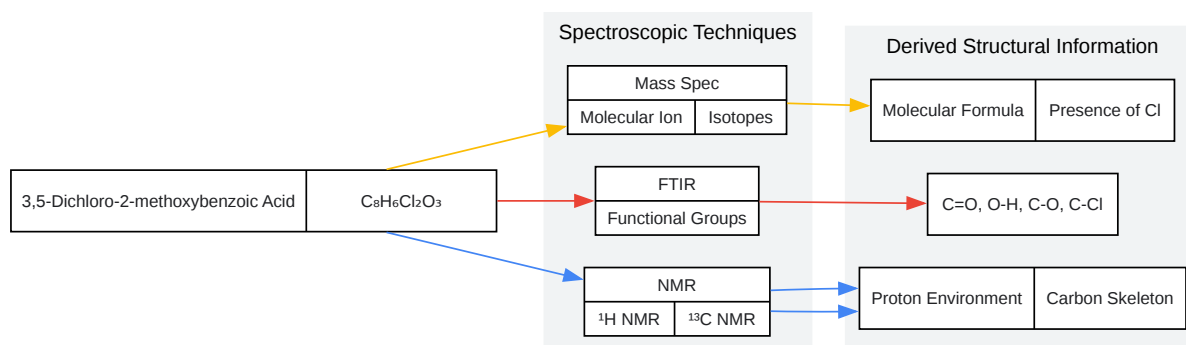 Spectroscopic Techniques
Derived Structural Information
Mass Spec
Molecular Ion
Isotopes
Molecular Formula
Presence of Cl
3,5-Dichloro-2-methoxybenzoic Acid
C₈H₆Cl₂O₃
FTIR
Functional Groups
C=O, O-H, C-O, C-Cl
NMR
¹H NMR
¹³C NMR
Proton Environment
Carbon Skeleton